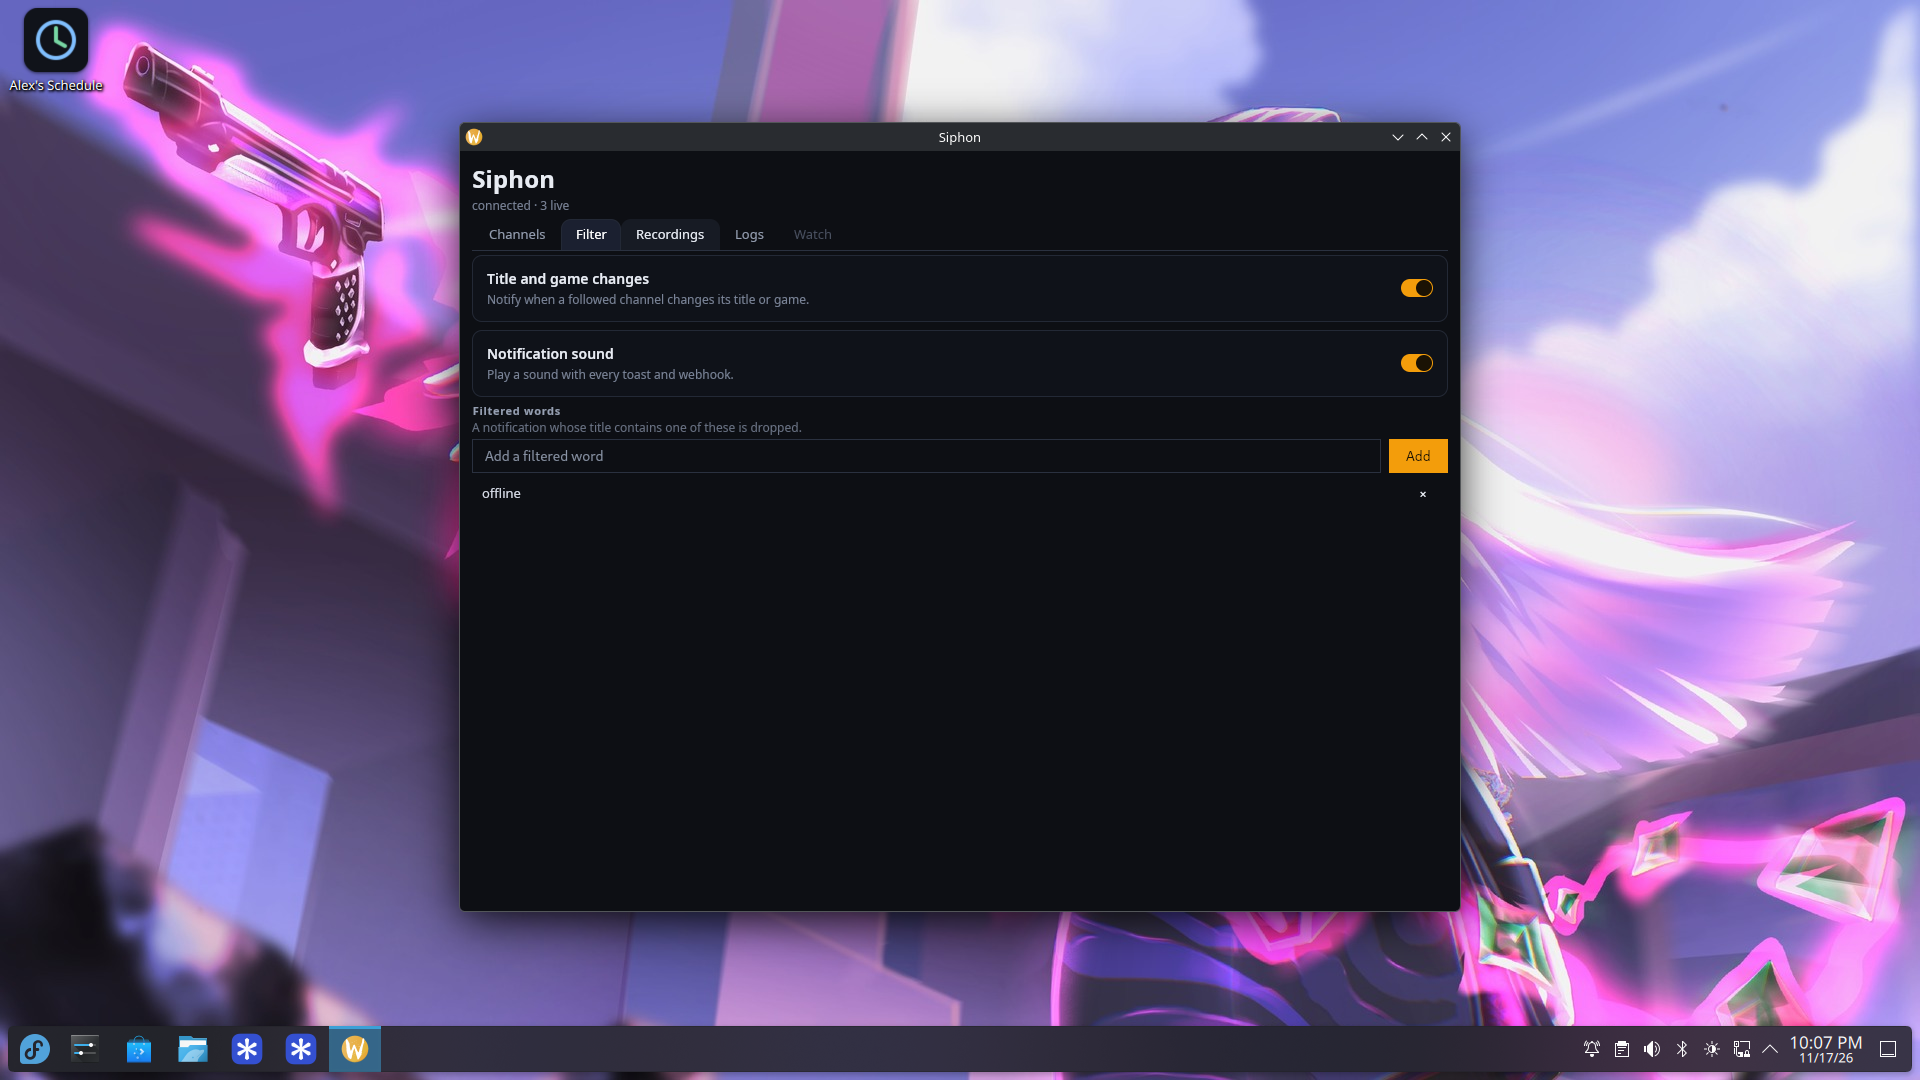 Alex's Schedule
Siphon
Siphon
connected · 3 live
Channels
Filter
Recordings
Logs
Watch
Title and game changes
Notify when a followed channel changes its title or game.
Notification sound
Play a sound with every toast and webhook.
Filtered words
A notification whose title contains one of these is dropped.
Add a filtered word
Add
offline
10:07 PM
11/17/26